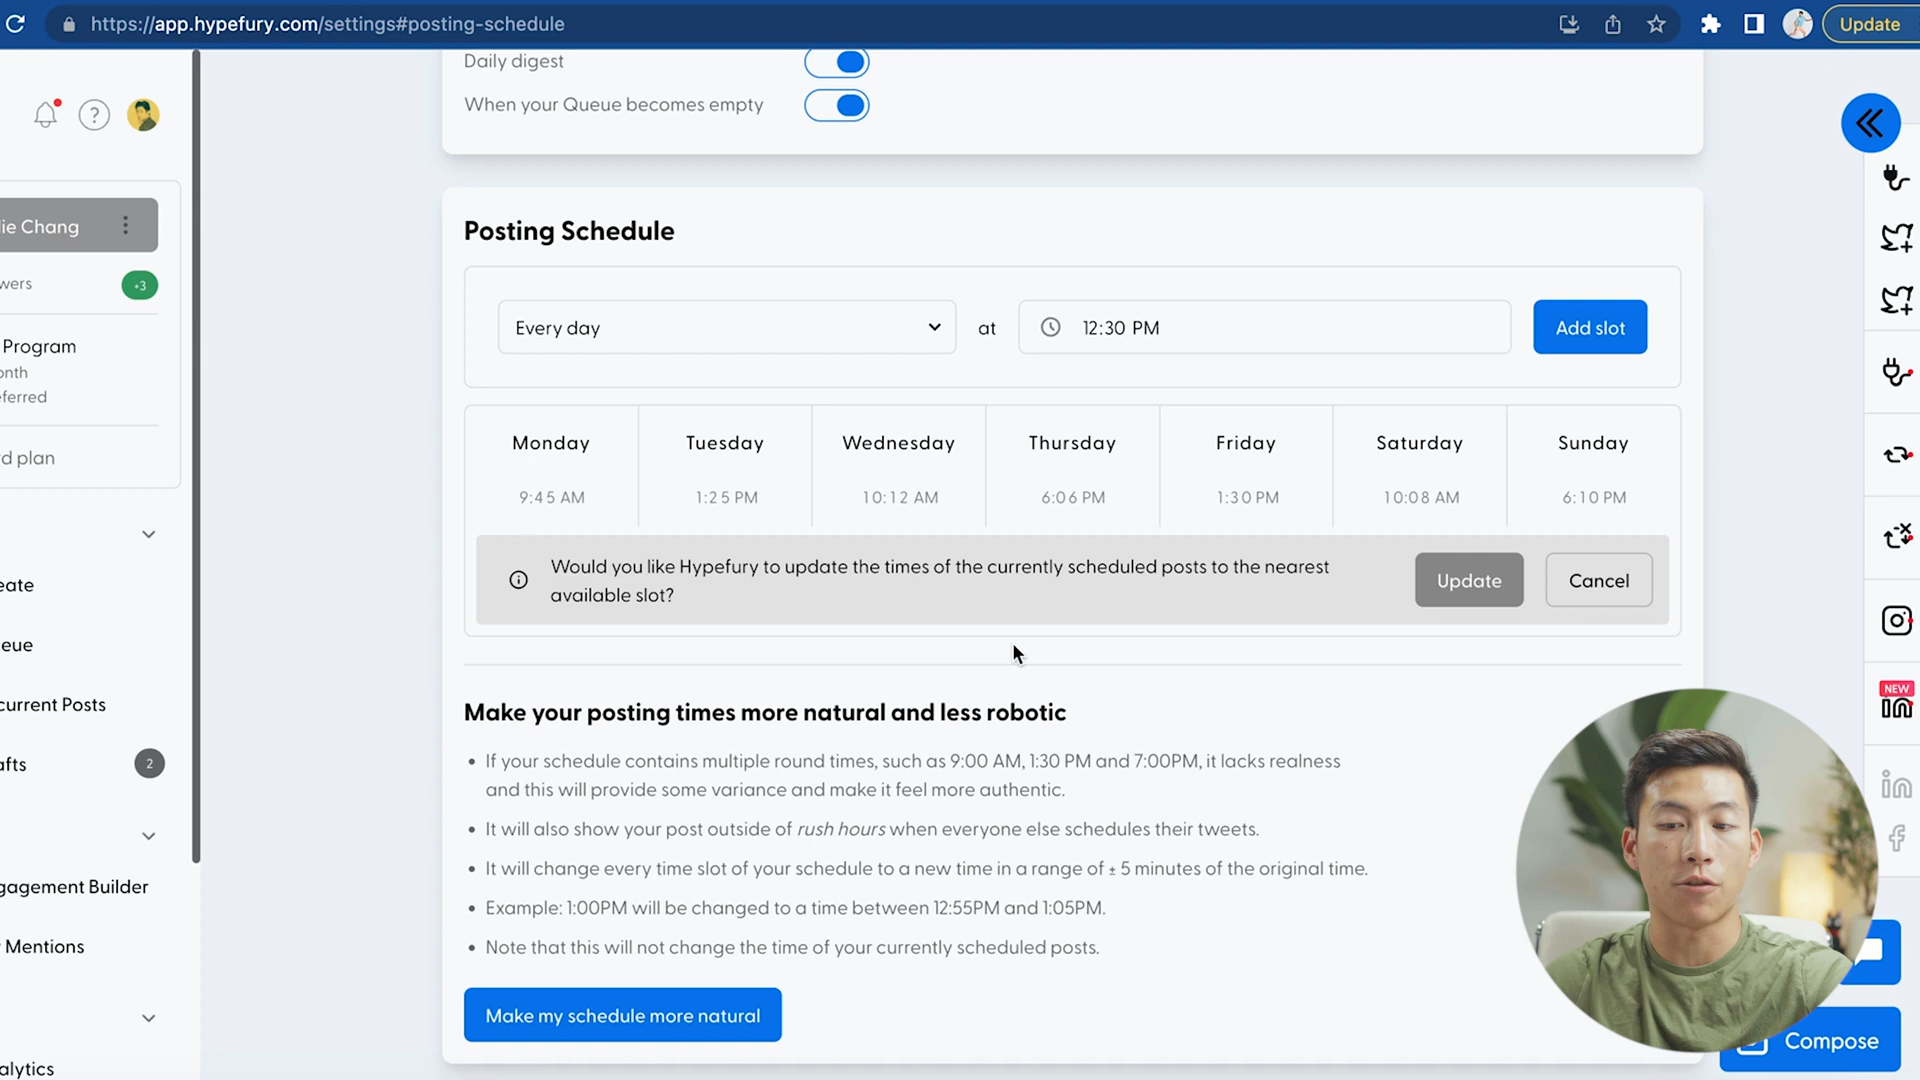 https://app.hypefury.com/settings#posting-schedule
Update
Daily digest
When your Queue becomes empty
lie Chang
wers
+3
Program
onth
eferred
d plan
eate
eue
current Posts
afts
2
gagement Builder
Mentions
alytics
Posting Schedule
Every day
at
12:30 PM
Add slot
Monday
Tuesday
Wednesday
Thursday
Friday
Saturday
Sunday
9:45 AM
1:25 PM
10:12 AM
6:06 PM
1:30 PM
10:08 AM
6:10 PM
Would you like Hypefury to update the times of the currently scheduled posts to the nearest
available slot?
Update
Cancel
Make your posting times more natural and less robotic
• If your schedule contains multiple round times, such as 9:00 AM, 1:30 PM and 7:00PM, it lacks realness
and this will provide some variance and make it feel more authentic.
• It will also show your post outside of rush hours when everyone else schedules their tweets.
• It will change every time slot of your schedule to a new time in a range of ± 5 minutes of the original time.
• Example: 1:00PM will be changed to a time between 12:55PM and 1:05PM.
• Note that this will not change the time of your currently scheduled posts.
Make my schedule more natural
NEW
Compose